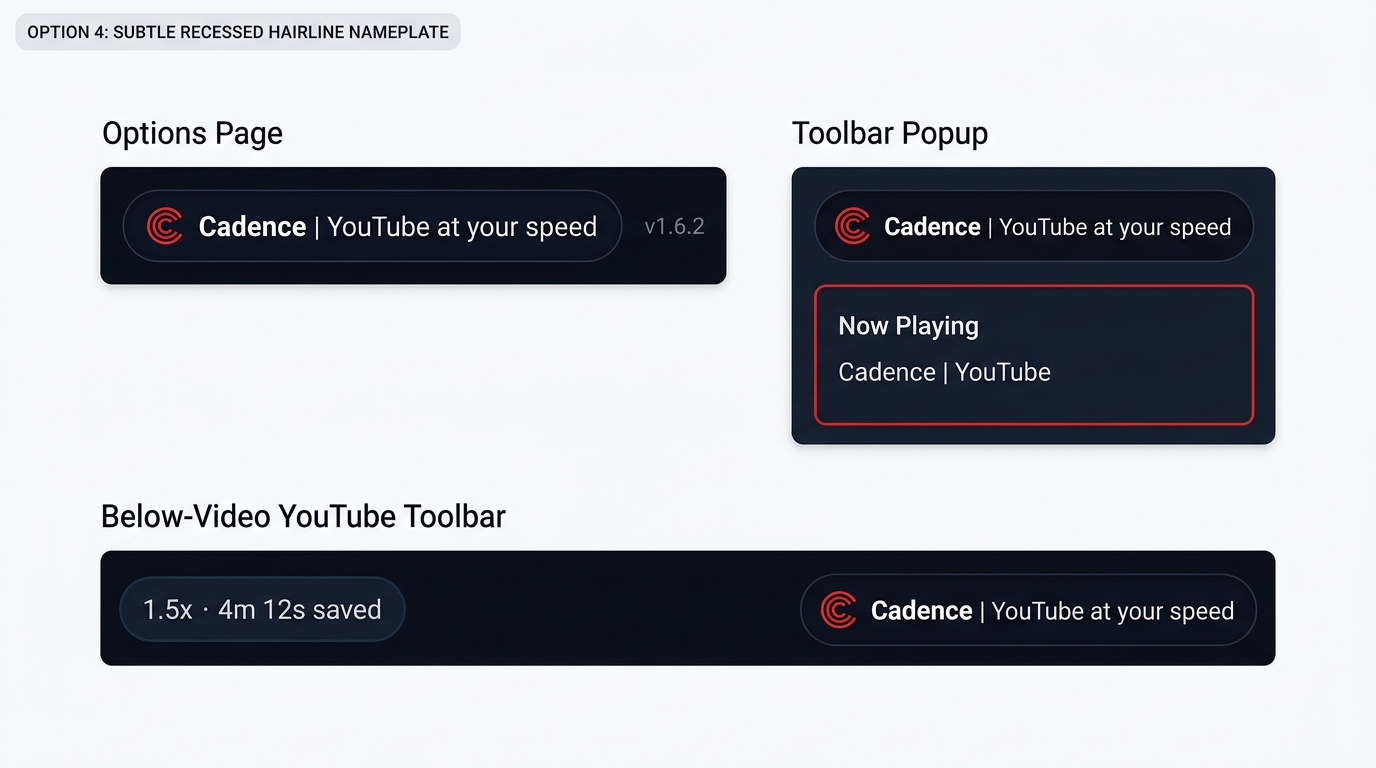 OPTION 4: SUBTLE RECESSED HAIRLINE NAMEPLATE
Options Page
Cadence | YouTube at your speed
v1.6.2
Toolbar Popup
Cadence | YouTube at your speed
Now Playing
Cadence | YouTube
Below-Video YouTube Toolbar
1.5x · 4m 12s saved
Cadence | YouTube at your speed